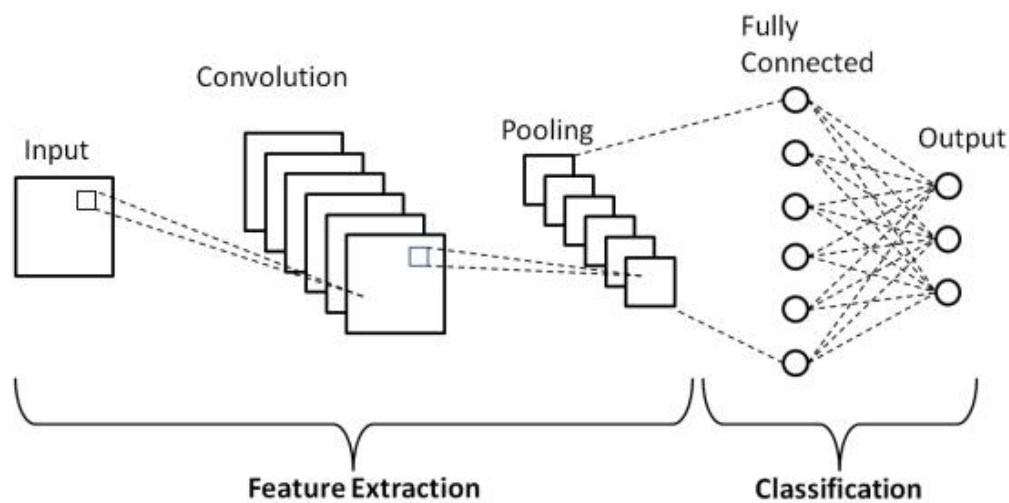 Input
Convolution
Pooling
Fully
Connected
Output
Feature Extraction
Classification